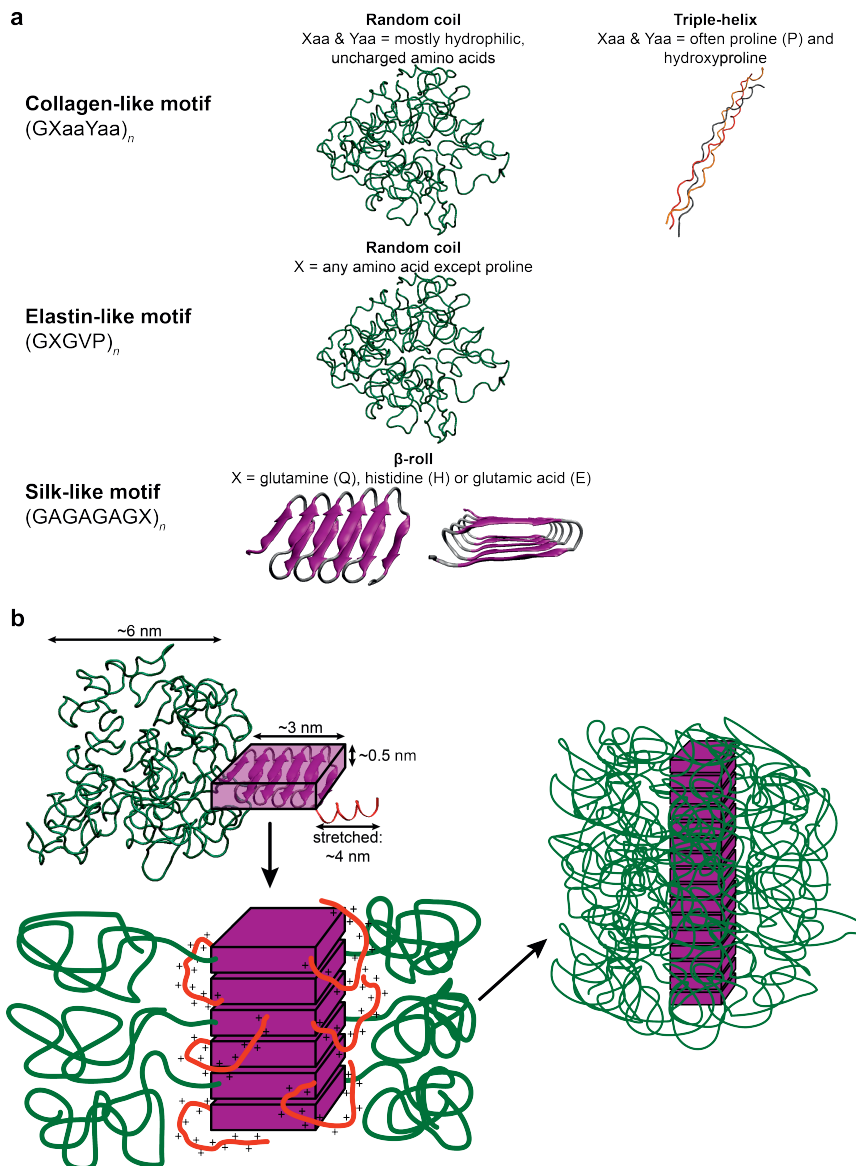 a
Random coil
Xaa & Yaa = mostly hydrophilic,
uncharged amino acids
Triple-helix
Xaa & Yaa = often proline (P) and
hydroxyproline
Collagen-like motif
(GXaaYaa)n
Random coil
X = any amino acid except proline
Elastin-like motif
(GXGVP)n
β-roll
X = glutamine (Q), histidine (H) or glutamic acid (E)
Silk-like motif
(GAGAGAGX)n
b
~6 nm
~3 nm
~0.5 nm
stretched:
~4 nm